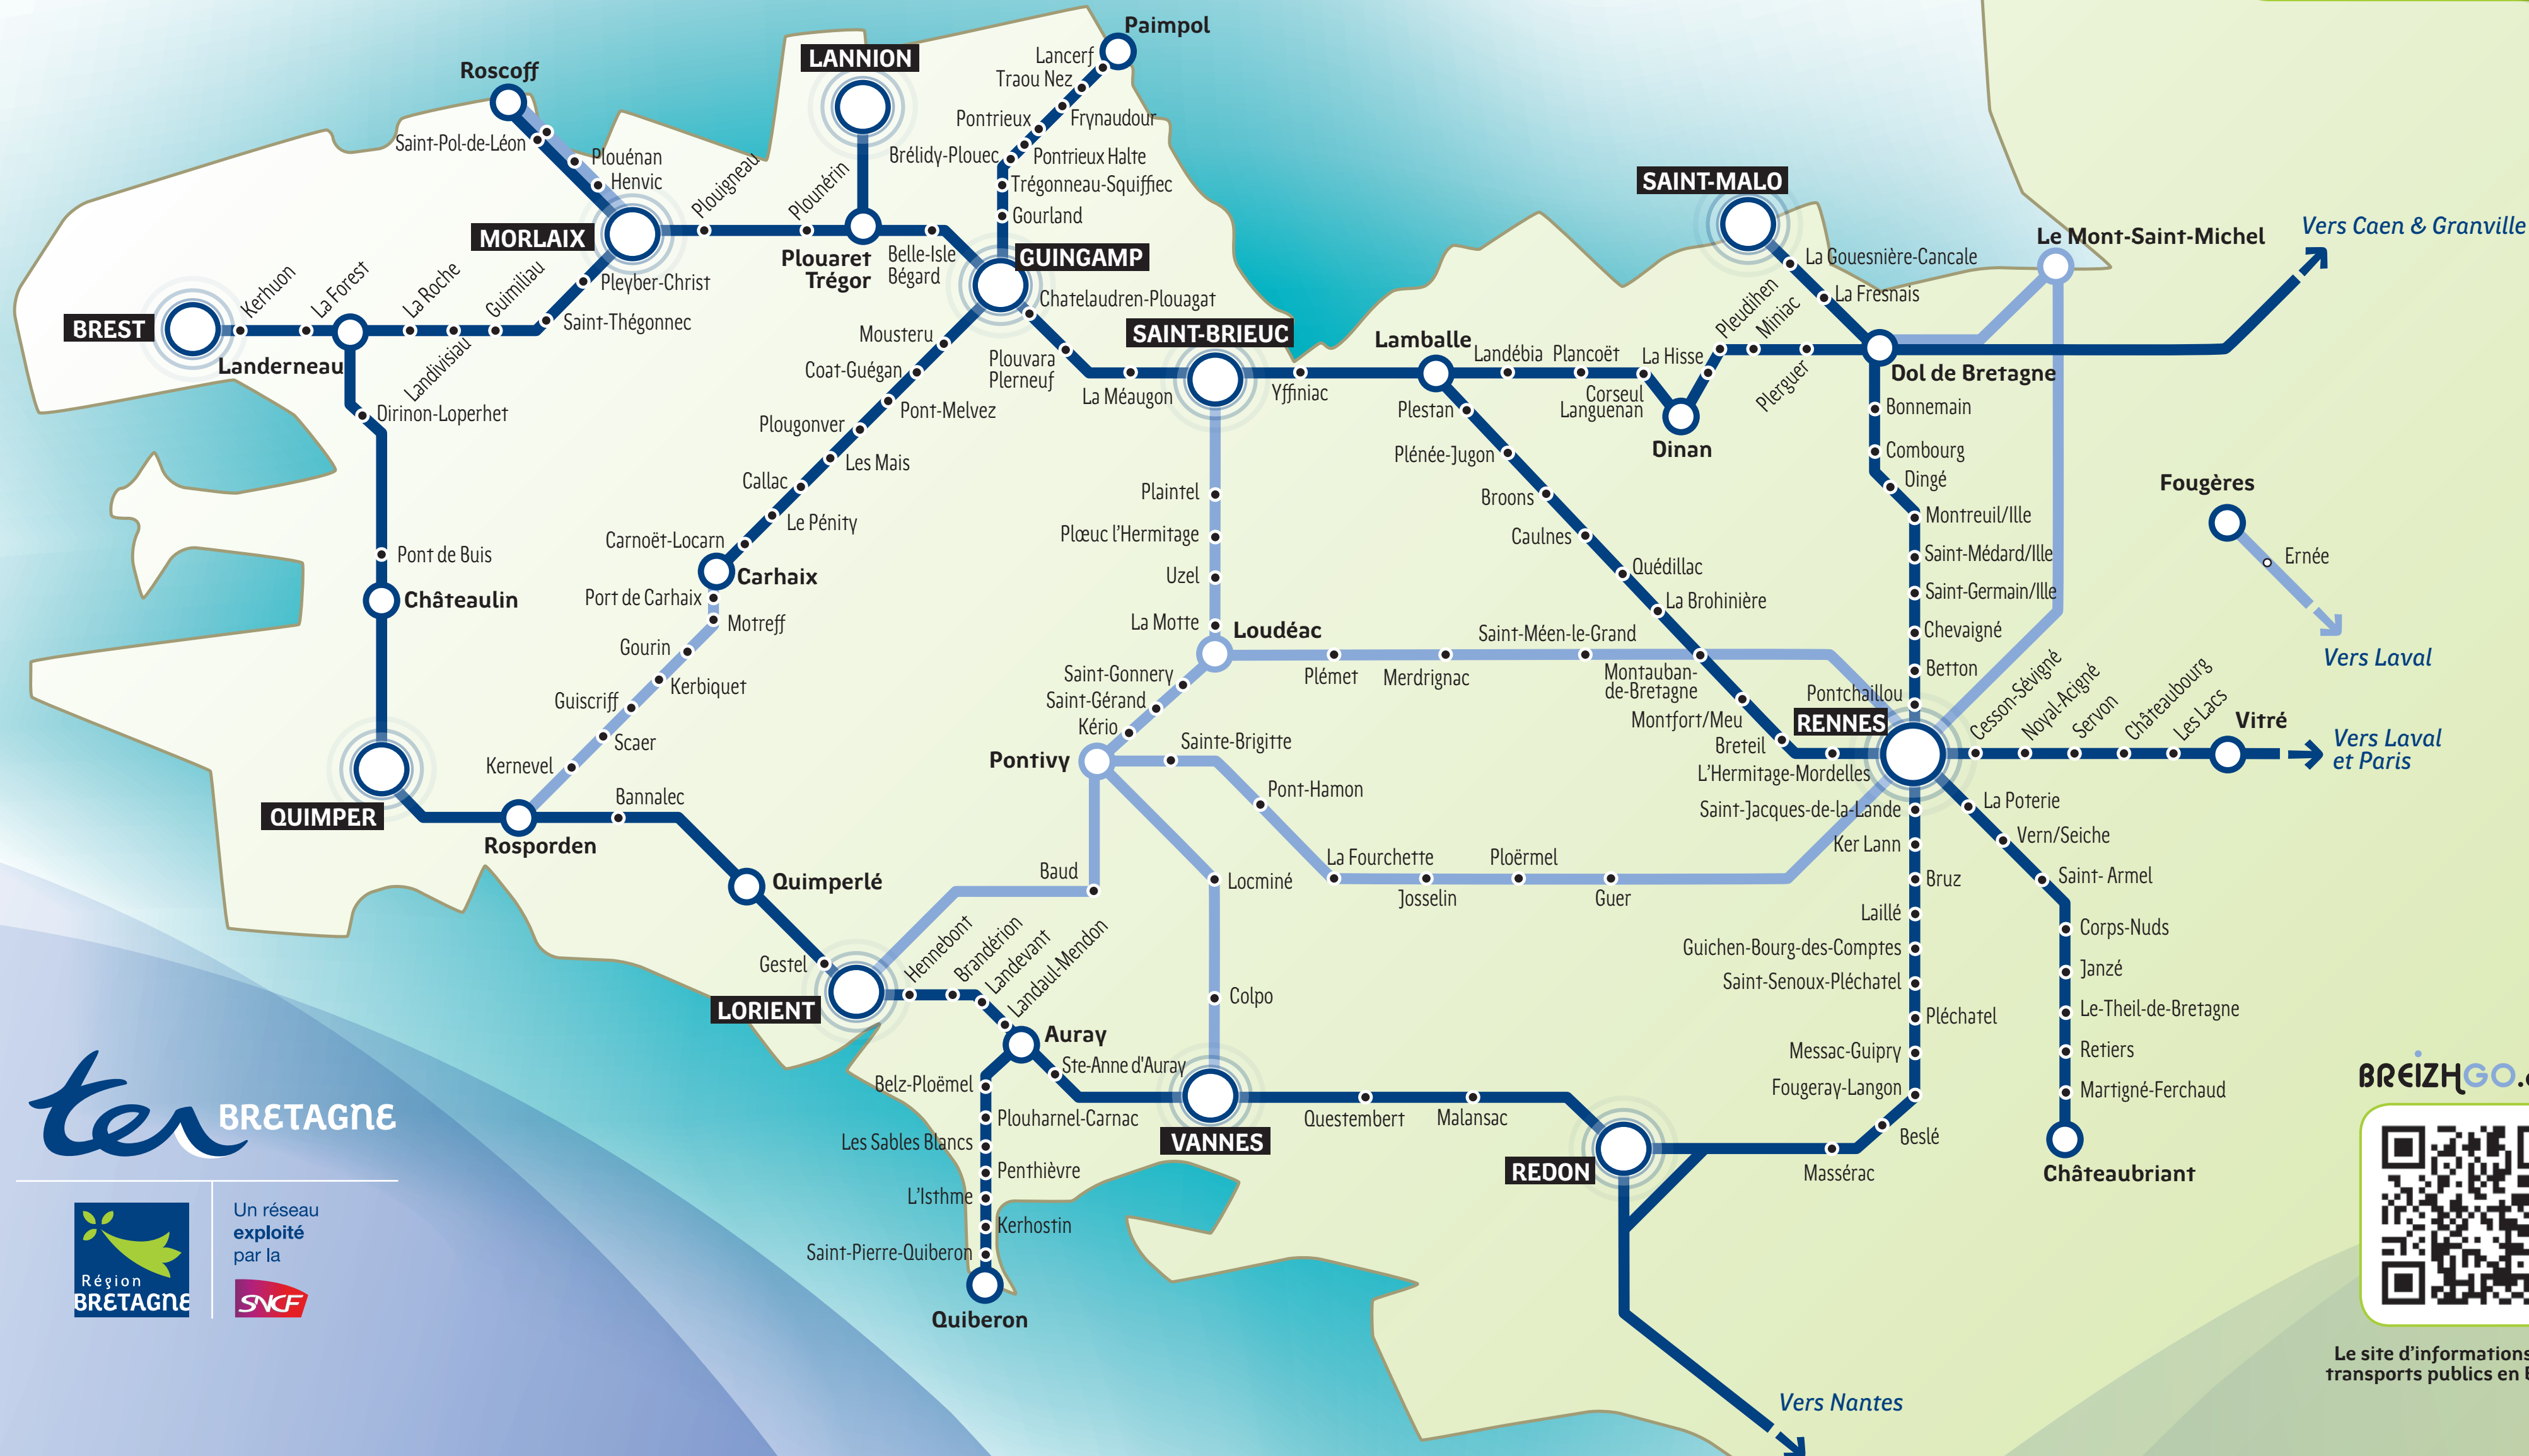 Paimpol
Lancerf
Traou Nez
Frynaudour
Pontrieux
Pontrieux Halte
Brélidy-Plouec
Trégonneau-Squiffiec
Gourland
GUINGAMP
LANNION
Roscoff
Saint-Pol-de-Léon
Plouénan
Henvic
MORLAIX
Plouigneau
Plounérin
Plouaret
Trégor
Belle-Isle
Bégard
BREST
Kerhuon
La Forest
Landerneau
La Roche
Landivisiau
Guimiliau
Saint-Thégonnec
Pleyber-Christ
Dirinon-Loperhet
Pont de Buis
Châteaulin
QUIMPER
Chatelaudren-Plouagat
Plouvara
Plerneuf
La Méaugon
SAINT-BRIEUC
Yffiniac
Lamballe
Landébia
Plancoët
Corseul
Languenan
La Hisse
Dinan
Pleudihen
Miniac
Plerguer
SAINT-MALO
La Gouesnière-Cancale
La Fresnais
Dol de Bretagne
Le Mont-Saint-Michel
Vers Caen & Granville
Mousteru
Coat-Guégan
Pont-Melvez
Plougonver
Les Mais
Callac
Le Pénity
Carnoët-Locarn
Carhaix
Port de Carhaix
Motreff
Gourin
Kerbiquet
Guiscriff
Scaer
Kernevel
Rosporden
Bannalec
Quimperlé
Gestel
LORIENT
Plaintel
Plœuc l'Hermitage
Uzel
La Motte
Loudéac
Saint-Gonnery
Saint-Gérand
Kério
Pontivy
Plémet
Merdrignac
Saint-Méen-le-Grand
Montauban-
de-Bretagne
Plestan
Plénée-Jugon
Broons
Caulnes
Quédillac
La Brohinière
Montfort/Meu
Breteil
L'Hermitage-Mordelles
Bonnemain
Combourg
Dingé
Montreuil/Ille
Saint-Médard/Ille
Saint-Germain/Ille
Chevaigné
Betton
Pontchaillou
RENNES
Fougères
Ernée
Vers Laval
Cesson-Sévigné
Noyal-Acigné
Servon
Châteaubourg
Les Lacs
Vitré
Vers Laval
et Paris
Sainte-Brigitte
Pont-Hamon
La Fourchette
Josselin
Ploërmel
Guer
Baud
Locminé
Colpo
Hennebont
Brandérion
Landevant
Landaul-Mendon
Auray
Ste-Anne d'Auray
Belz-Ploëmel
Plouharnel-Carnac
Les Sables Blancs
Penthièvre
L'Isthme
Kerhostin
Saint-Pierre-Quiberon
Quiberon
VANNES
Questembert
Malansac
REDON
Massérac
Beslé
Saint-Jacques-de-la-Lande
Ker Lann
Bruz
Laillé
Guichen-Bourg-des-Comptes
Saint-Senoux-Pléchatel
Pléchatel
Messac-Guipry
Fougeray-Langon
La Poterie
Vern/Seiche
Saint- Armel
Corps-Nuds
Janzé
Le-Theil-de-Bretagne
Retiers
Martigné-Ferchaud
Châteaubriant
Vers Nantes
ter BRETAGNE
Région
BRETAGNE
Un réseau
exploité
par la
SNCF
BREIZHGO.
Le site d'informations
transports publics en